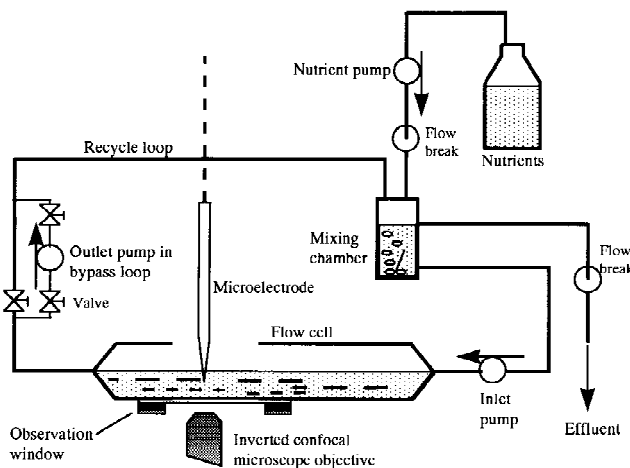 Nutrient pump
Flow
break
Nutrients
Recycle loop
Mixing
chamber
Outlet pump in
bypass loop
Valve
Microelectrode
Flow
break
Flow cell
Inlet
pump
Effluent
Observation
window
Inverted confocal
microscope objective